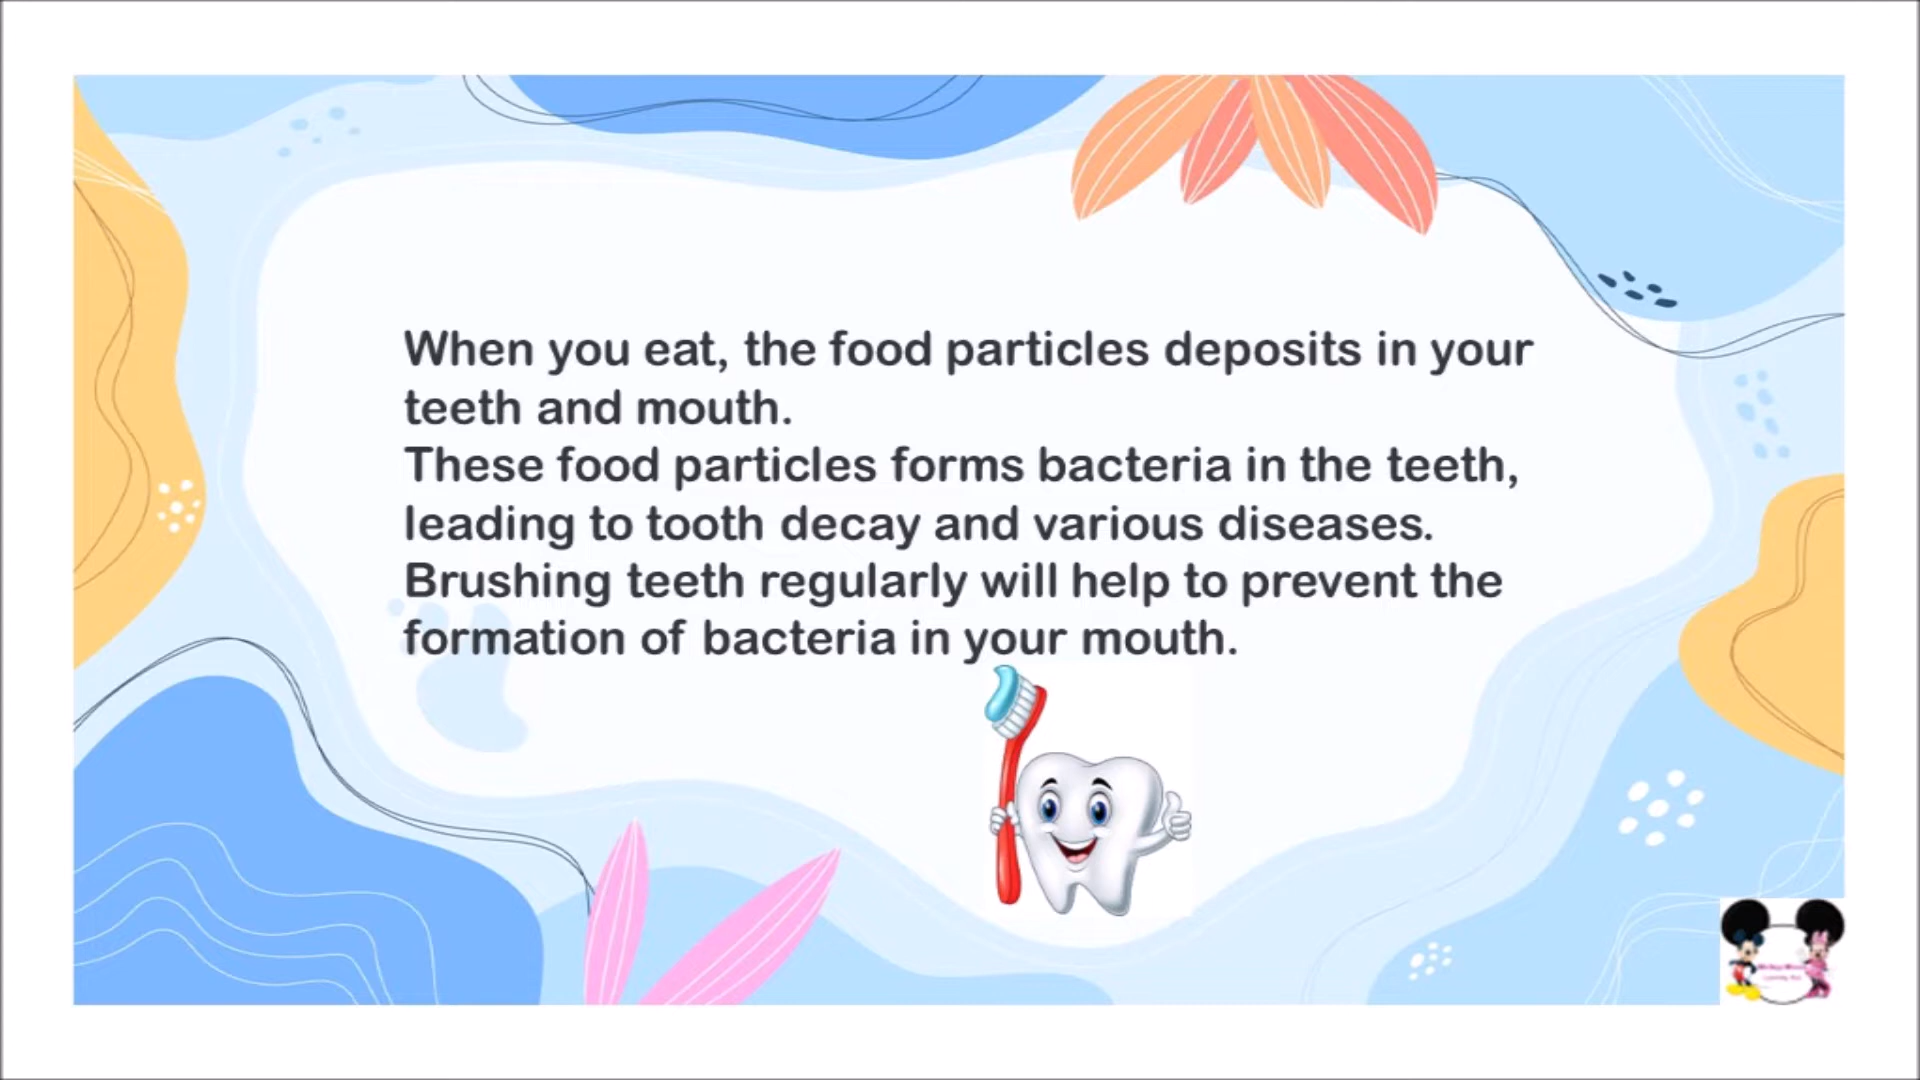 When you eat, the food particles deposits in your
teeth and mouth.
These food particles forms bacteria in the teeth,
leading to tooth decay and various diseases.
Brushing teeth regularly will help to prevent the
formation of bacteria in your mouth.